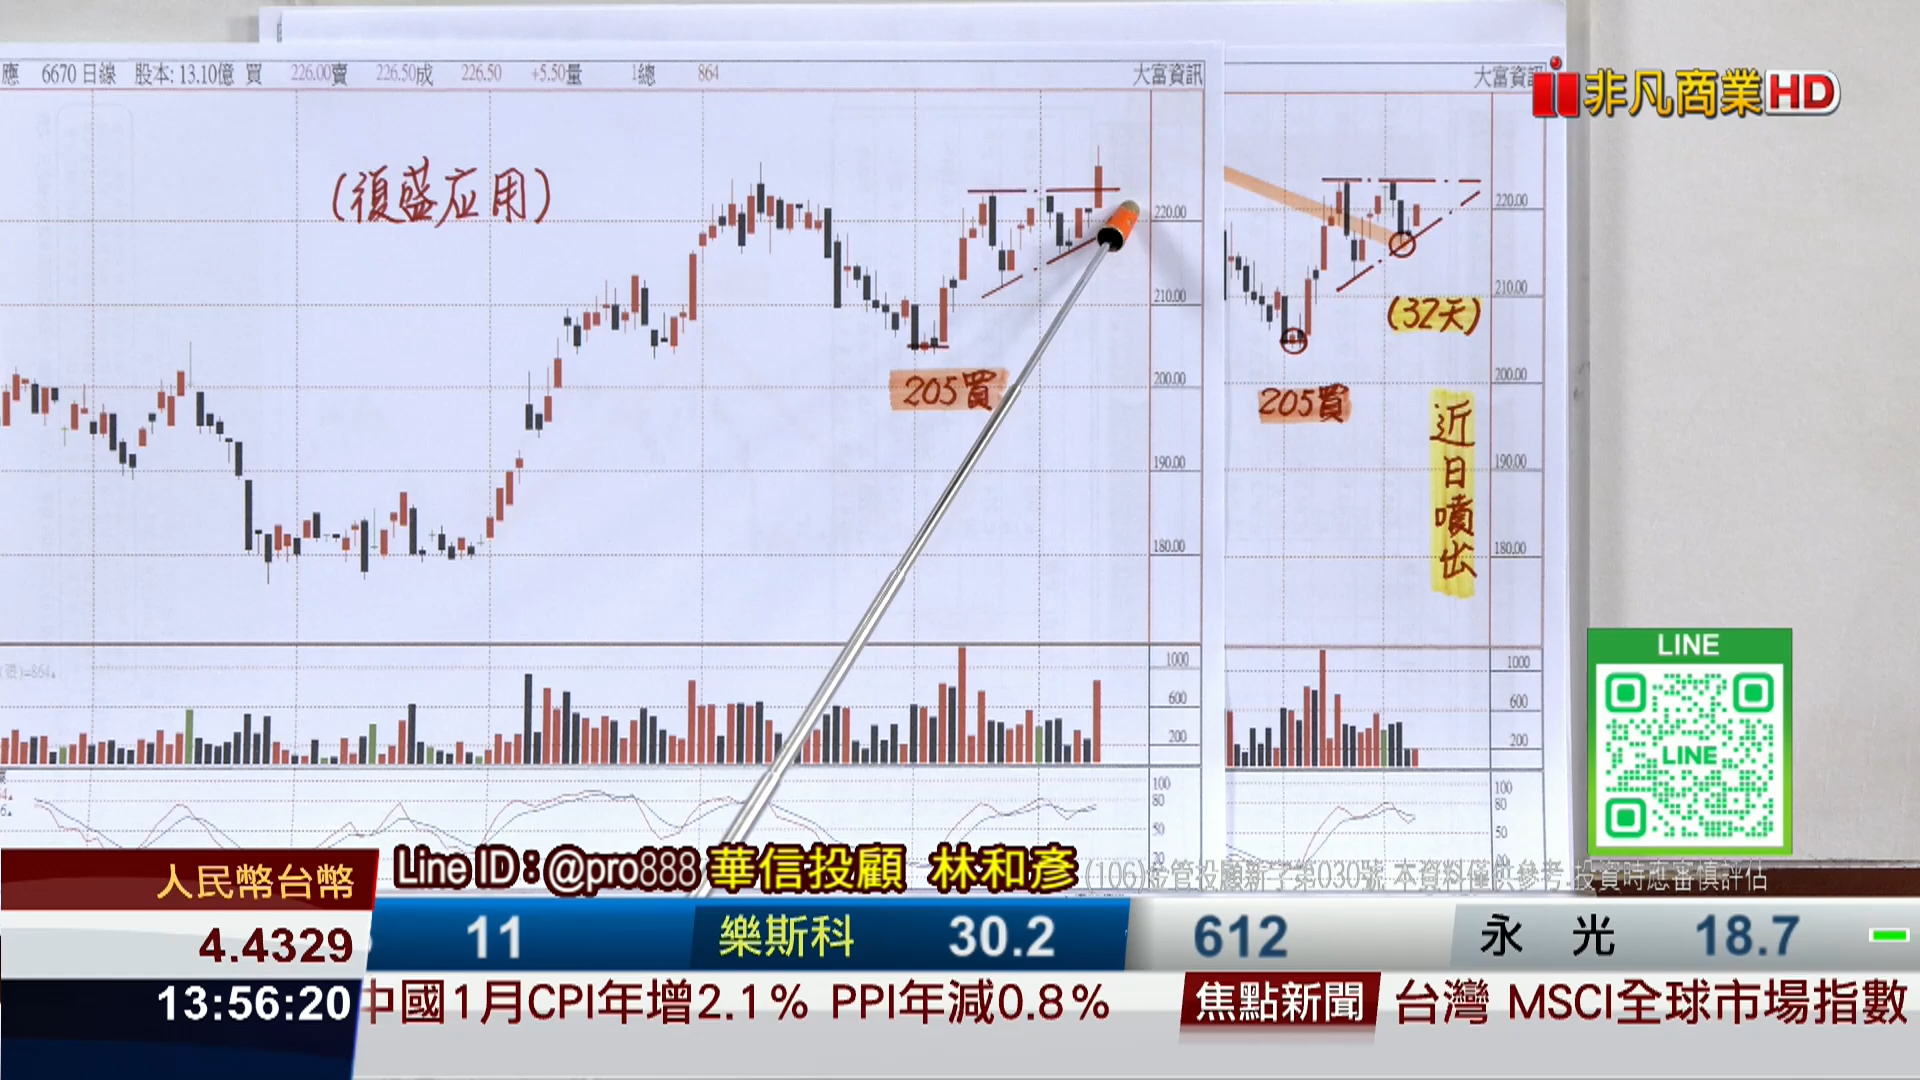 應 6670 日線 股本: 13.10億 買 226.00賣 226.50成 226.50 +5.50量 1總 864 大富資訊
大富資訊
非凡商業HD
(復盛应用)
220.00
210.00
200.00
190.00
180.00
205買
1000
600
200
100
80
50
220.00
210.00
200.00
190.00
180.00
(32天)
205買
近日噴出
1000
600
200
100
80
50
LINE
LINE
Line ID：@pro888 華信投顧 林和彥
(106)金管投顧新字第030號 本資料僅供參考,投資時應審慎評估
人民幣台幣
4.4329
11 樂斯科 30.2 612 永光 18.7
13:56:20
中國1月CPI年增2.1% PPI年減0.8% 焦點新聞 台灣 MSCI全球市場指數